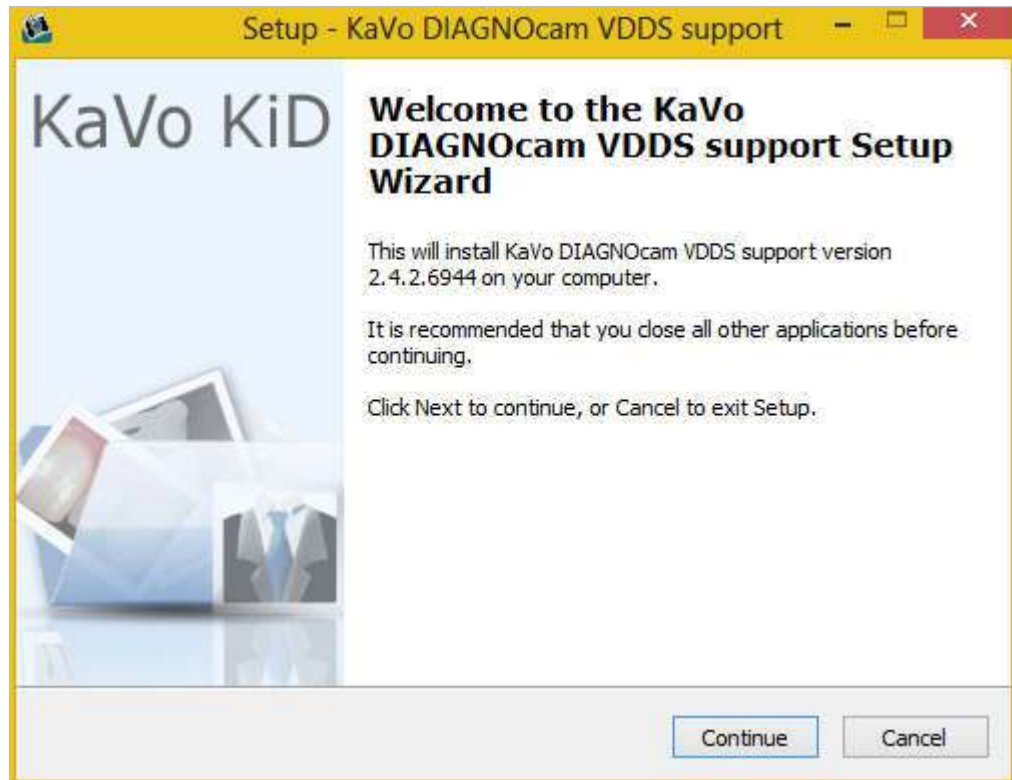 Setup - KaVo DIAGNOcam VDDS support
KaVo KiD
Welcome to the KaVo
DIAGNOcam VDDS support Setup
Wizard
This will install KaVo DIAGNOcam VDDS support version
2.4.2.6944 on your computer.
It is recommended that you close all other applications before
continuing.
Click Next to continue, or Cancel to exit Setup.
Continue
Cancel